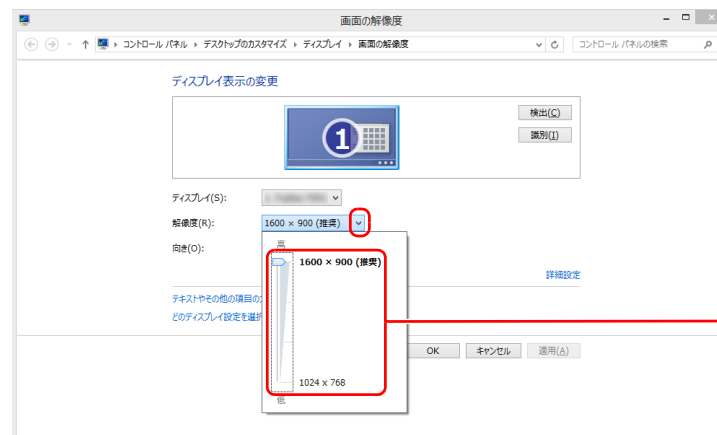 画面の解像度
コントロール パネル ▸ デスクトップのカスタマイズ ▸ ディスプレイ ▸ 画面の解像度
コントロール パネルの検索
ディスプレイ表示の変更
1
検出(C)
識別(I)
ディスプレイ(S):
解像度(R):
1600 × 900 (推奨)
向き(O):
高
1600 × 900 (推奨)
詳細設定
テキストやその他の項目の
どのディスプレイ設定を選択
OK
キャンセル
適用(A)
1024 x 768
低